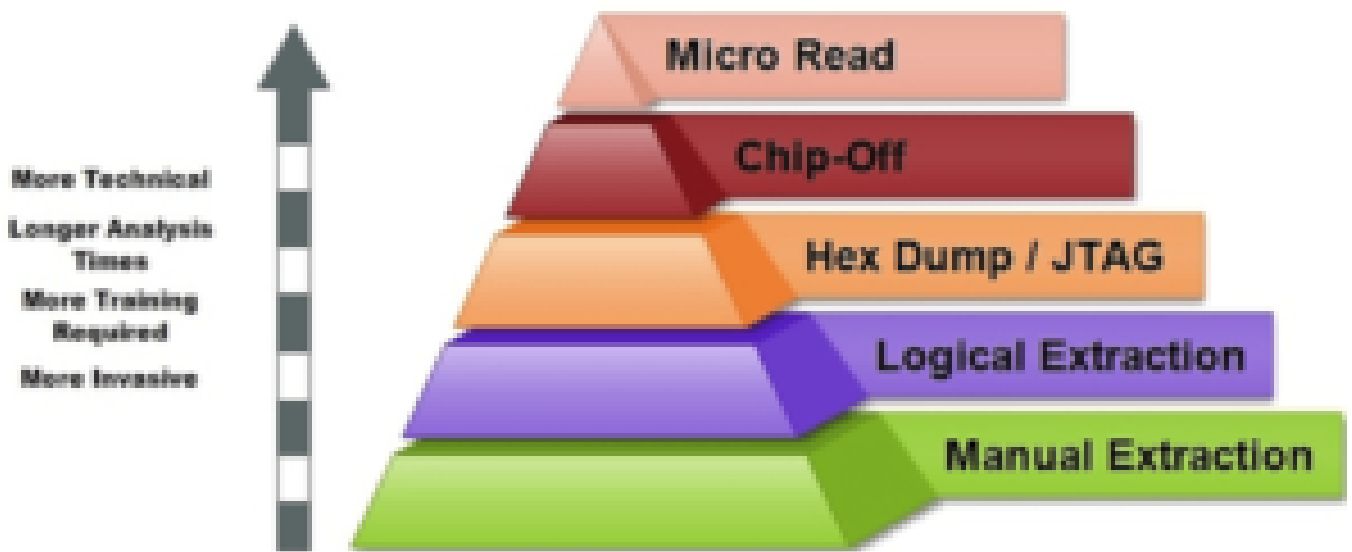 Micro Read
Chip-Off
Hex Dump / JTAG
Logical Extraction
Manual Extraction
More Technical
Longer Analysis
Times
More Training
Required
More Invasive